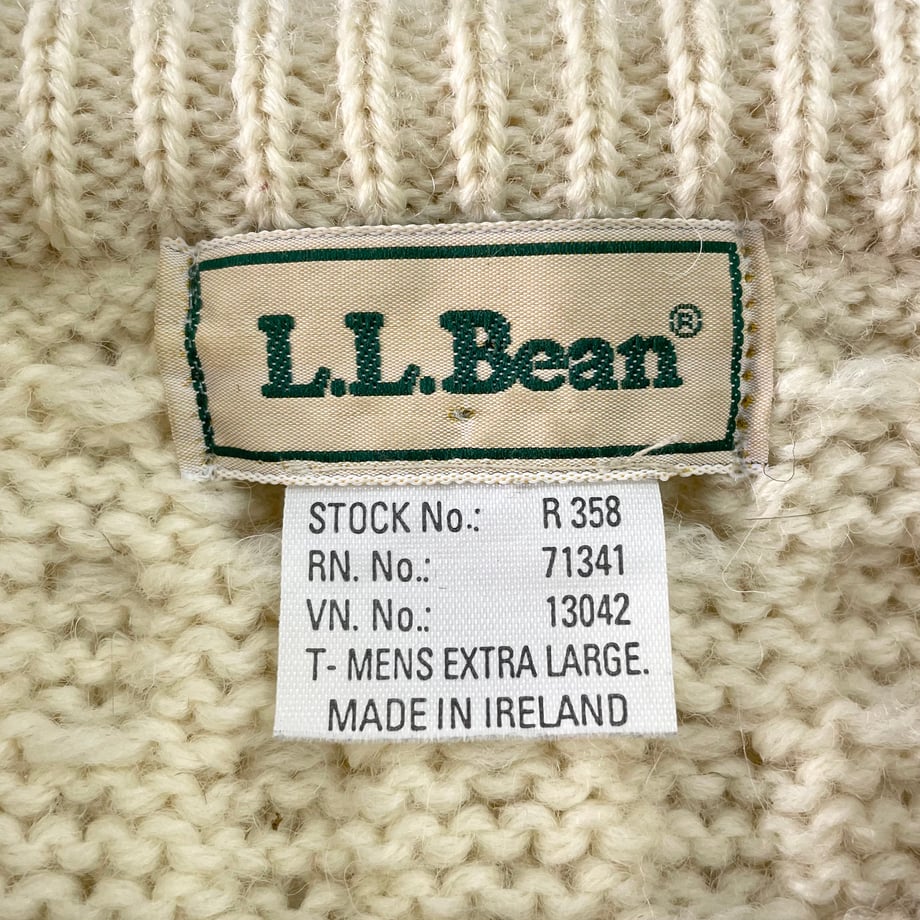 L.L.Bean®
STOCK No.: R 358
RN. No.: 71341
VN. No.: 13042
T- MENS EXTRA LARGE.
MADE IN IRELAND